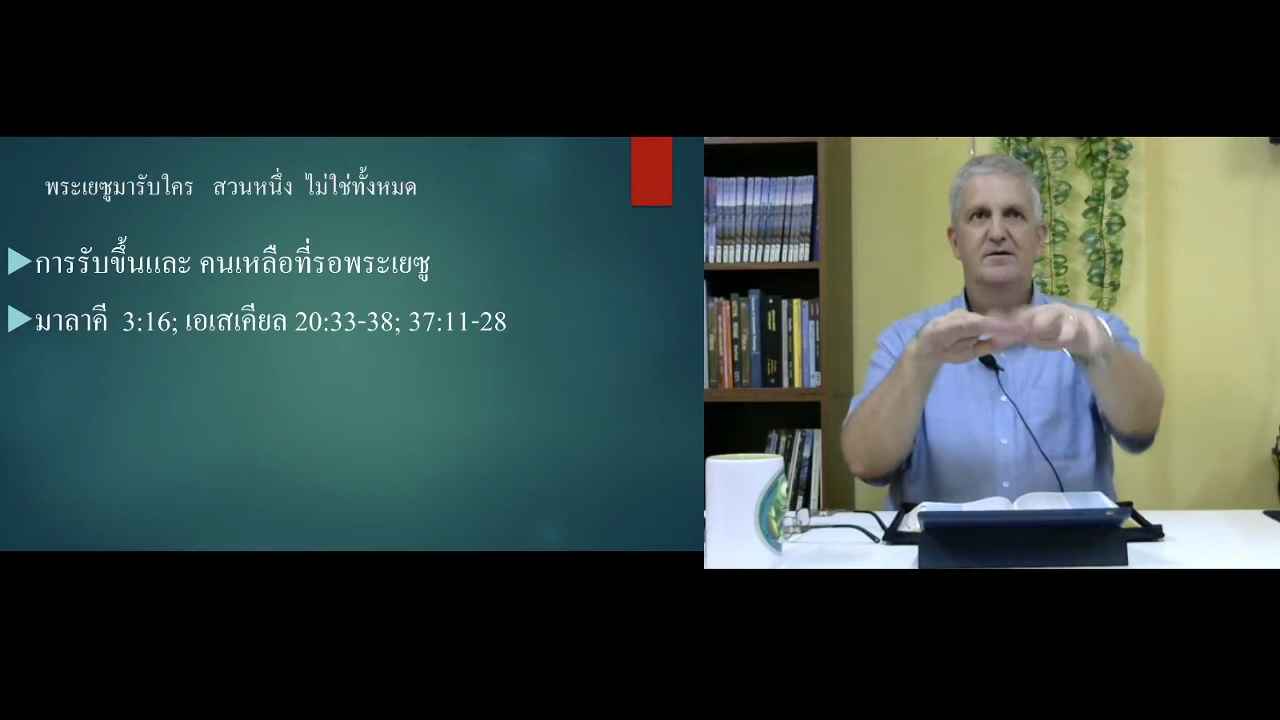 พระเยซูมารับใคร สวนหนึ่ง ไม่ใช่ทั้งหมด
การรับขึ้นและ คนเหลือที่รอพระเยซู
มาลาคี 3:16; เอเสเคียล 20:33-38; 37:11-28